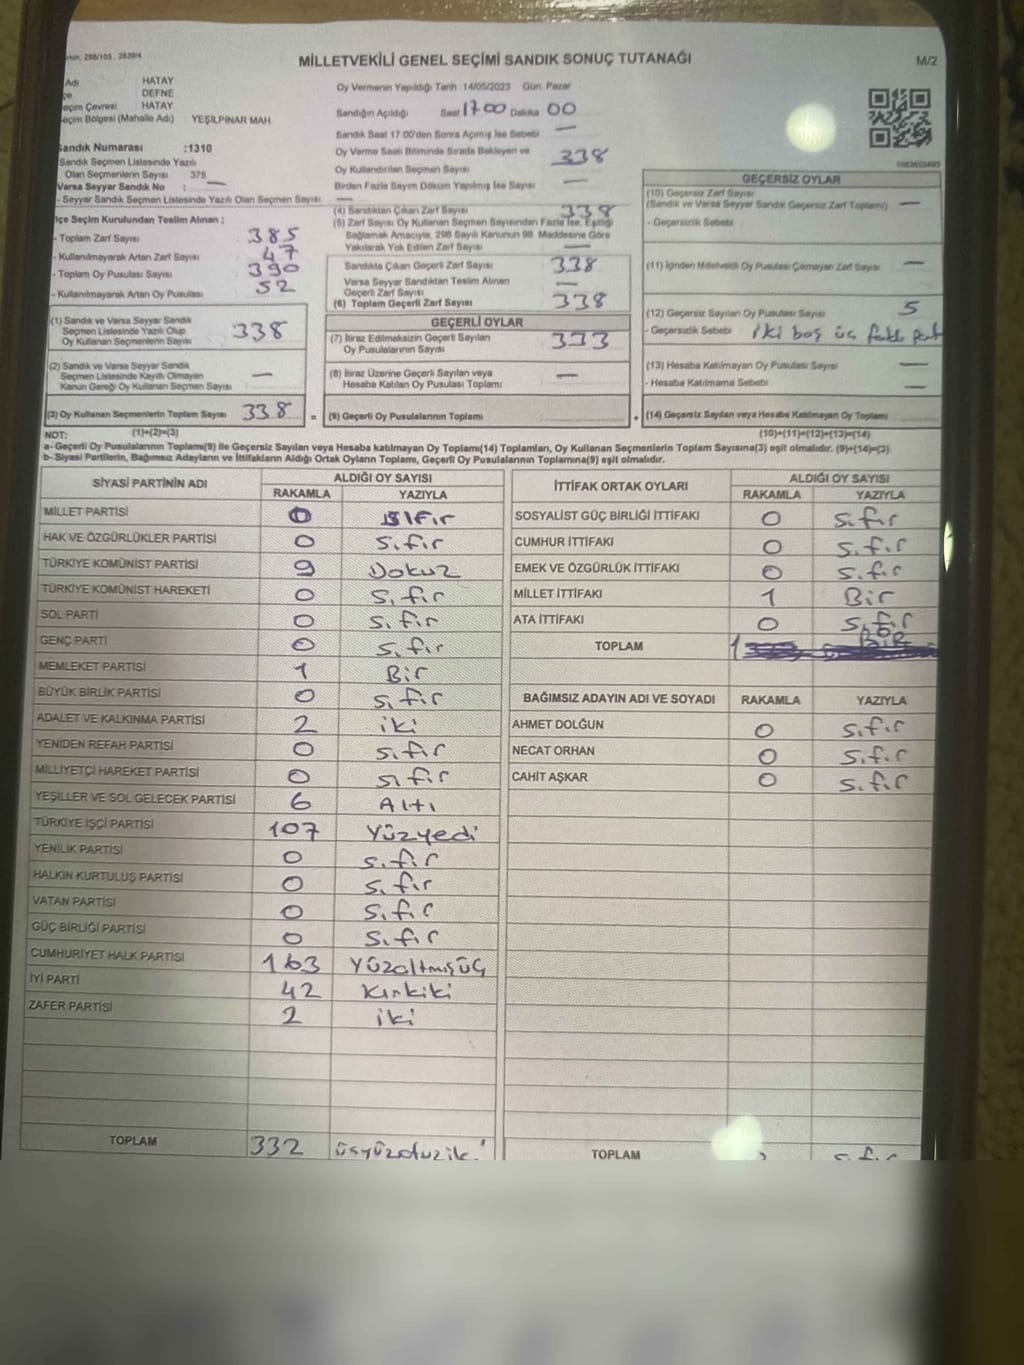 MİLLETVEKİLİ GENEL SEÇİMİ SANDIK SONUÇ TUTANAĞI
M/2
Adı HATAY
DEFNE
Seçim Çevresi HATAY
Seçim Bölgesi (Mahalle Adı) YEŞİLPINAR MAH.
Sandık Numarası :1310
Sandık Seçmen Listesinde Yazılı
Olan Seçmenlerin Sayısı : 375
Varsa Seyyar Sandık No : —
- Seyyar Sandık Seçmen Listesinde Yazılı Olan Seçmen Sayısı —
İlçe Seçim Kurulundan Teslim Alınan :
- Toplam Zarf Sayısı 385
- Kullanılmayarak Artan Zarf Sayısı 47
- Toplam Oy Pusulası Sayısı 390
- Kullanılmayarak Artan Oy Pusulası 52
(1) Sandık ve Varsa Seyyar Sandık
Seçmen Listesinde Yazılı Olup
Oy Kullanan Seçmenlerin Sayısı 338
(2) Sandık ve Varsa Seyyar Sandık
Seçmen Listesinde Kayıtlı Olmayan
Kanun Gereği Oy Kullanan Seçmen Sayısı —
(3) Oy Kullanan Seçmenlerin Toplam Sayısı 338 =
Oy Vermenin Yapıldığı Tarih 14/05/2023 Gün: Pazar
Sandığın Açıldığı Saat 17 00 Dakika 00
Sandık Saat 17:00'den Sonra Açılmış İse Sebebi —
Oy Verme Saati Bitiminde Sırada Bekleyen ve
Oy Kullandırılan Seçmen Sayısı 338
Birden Fazla Sayım Döküm Yapılmış İse Sayısı —
(4) Sandıktan Çıkan Zarf Sayısı 338
(5) Zarf Sayısı Oy Kullanan Seçmen Sayısından Fazla İse, Eşitliği
Sağlamak Amacıyla, 298 Sayılı Kanunun 98. Maddesine Göre
Yakılarak Yok Edilen Zarf Sayısı —
Sandıkta Çıkan Geçerli Zarf Sayısı 338
Varsa Seyyar Sandıktan Teslim Alınan
Geçerli Zarf Sayısı —
(6) Toplam Geçerli Zarf Sayısı 338
GEÇERLİ OYLAR
(7) İtiraz Edilmeksizin Geçerli Sayılan
Oy Pusulalarının Sayısı 333
(8) İtiraz Üzerine Geçerli Sayılan veya
Hesaba Katılan Oy Pusulası Toplamı —
(9) Geçerli Oy Pusulalarının Toplamı +
GEÇERSİZ OYLAR
(10) Geçersiz Zarf Sayısı
(Sandık ve Varsa Seyyar Sandık Geçersiz Zarf Toplamı) —
- Geçersizlik Sebebi
(11) İçinden Milletvekili Oy Pusulası Çıkmayan Zarf Sayısı —
(12) Geçersiz Sayılan Oy Pusulası Sayısı 5
- Geçersizlik Sebebi iki boş üç
(13) Hesaba Katılmayan Oy Pusulası Sayısı —
- Hesaba Katılmama Sebebi —
(14) Geçersiz Sayılan veya Hesaba Katılmayan Oy Toplamı
NOT: (1)+(2)=(3) (10)+(11)+(12)+(13)=(14)
a- Geçerli Oy Pusulalarının Toplamı(9) ile Geçersiz Sayılan veya Hesaba katılmayan Oy Toplamı(14) Toplamları, Oy Kullanan Seçmenlerin Toplam Sayısına(3) eşit olmalıdır. (9)+(14)=(3)
b- Siyasi Partilerin, Bağımsız Adayların ve İttifakların Aldığı Ortak Oyların Toplamı, Geçerli Oy Pusulalarının Toplamına(9) eşit olmalıdır.
SİYASİ PARTİNİN ADI ALDIĞI OY SAYISI
RAKAMLA YAZIYLA
MİLLET PARTİSİ 0 Sıfır
HAK VE ÖZGÜRLÜKLER PARTİSİ 0 Sıfır
TÜRKİYE KOMÜNİST PARTİSİ 9 Dokuz
TÜRKİYE KOMÜNİST HAREKETİ 0 Sıfır
SOL PARTİ 0 Sıfır
GENÇ PARTİ 0 Sıfır
MEMLEKET PARTİSİ 1 Bir
BÜYÜK BİRLİK PARTİSİ 0 Sıfır
ADALET VE KALKINMA PARTİSİ 2 iki
YENİDEN REFAH PARTİSİ 0 Sıfır
MİLLİYETÇİ HAREKET PARTİSİ 0 Sıfır
YEŞİLLER VE SOL GELECEK PARTİSİ 6 Altı
TÜRKİYE İŞÇİ PARTİSİ 107 Yüzyedi
YENİLİK PARTİSİ 0 Sıfır
HALKIN KURTULUŞ PARTİSİ 0 Sıfır
VATAN PARTİSİ 0 Sıfır
GÜÇ BİRLİĞİ PARTİSİ 0 Sıfır
CUMHURİYET HALK PARTİSİ 163 Yüzaltmışüç
İYİ PARTİ 42 Kırkiki
ZAFER PARTİSİ 2 iki
TOPLAM 332 üçyüzotuziki
İTTİFAK ORTAK OYLARI ALDIĞI OY SAYISI
RAKAMLA YAZIYLA
SOSYALİST GÜÇ BİRLİĞİ İTTİFAKI 0 Sıfır
CUMHUR İTTİFAKI 0 Sıfır
EMEK VE ÖZGÜRLÜK İTTİFAKI 0 Sıfır
MİLLET İTTİFAKI 1 Bir
ATA İTTİFAKI 0 Sıfır
TOPLAM 1 BİR
BAĞIMSIZ ADAYIN ADI VE SOYADI RAKAMLA YAZIYLA
AHMET DOLĞUN 0 Sıfır
NECAT ORHAN 0 Sıfır
CAHİT AŞKAR 0 Sıfır
TOPLAM Sıfır